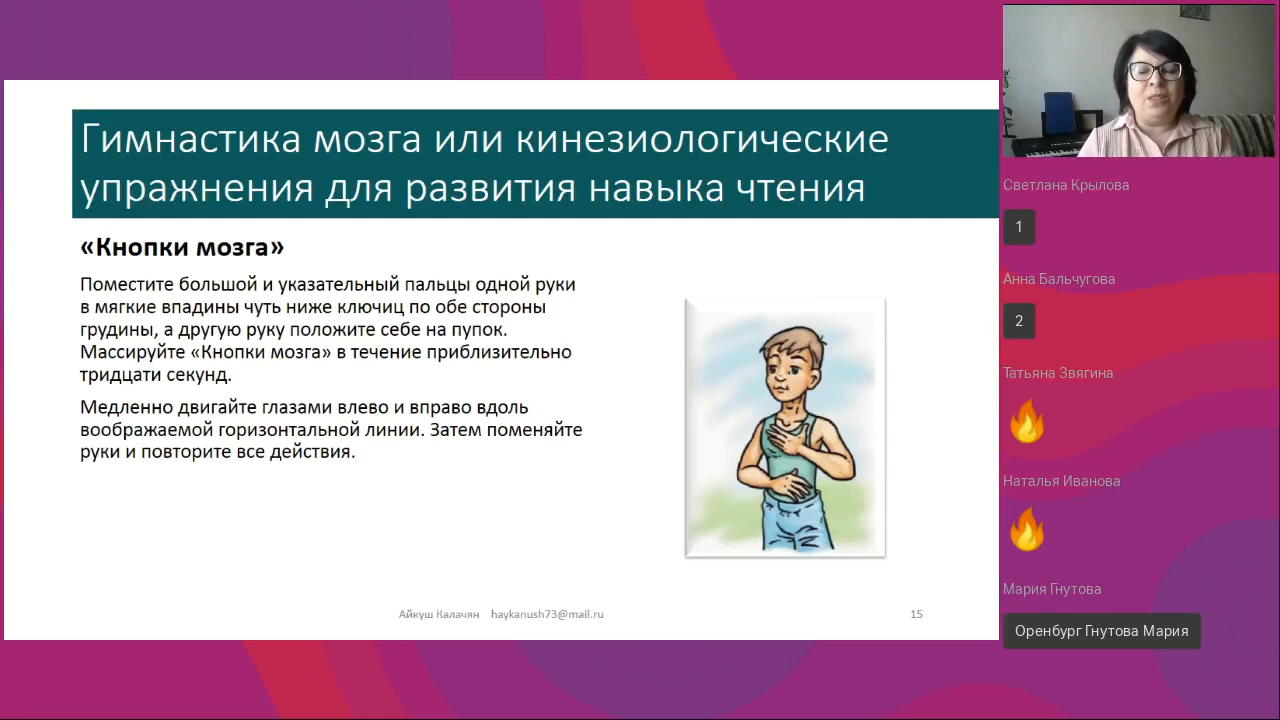 Гимнастика мозга или кинезиологические
упражнения для развития навыка чтения
«Кнопки мозга»
Поместите большой и указательный пальцы одной руки
в мягкие впадины чуть ниже ключиц по обе стороны
грудины, а другую руку положите себе на пупок.
Массируйте «Кнопки мозга» в течение приблизительно
тридцати секунд.
Медленно двигайте глазами влево и вправо вдоль
воображаемой горизонтальной линии. Затем поменяйте
руки и повторите все действия.
Айкуш Калачян haykanush73@mail.ru
15
Светлана Крылова
1
Анна Бальчугова
2
Татьяна Звягина
Наталья Иванова
Мария Гнутова
Оренбург Гнутова Мария